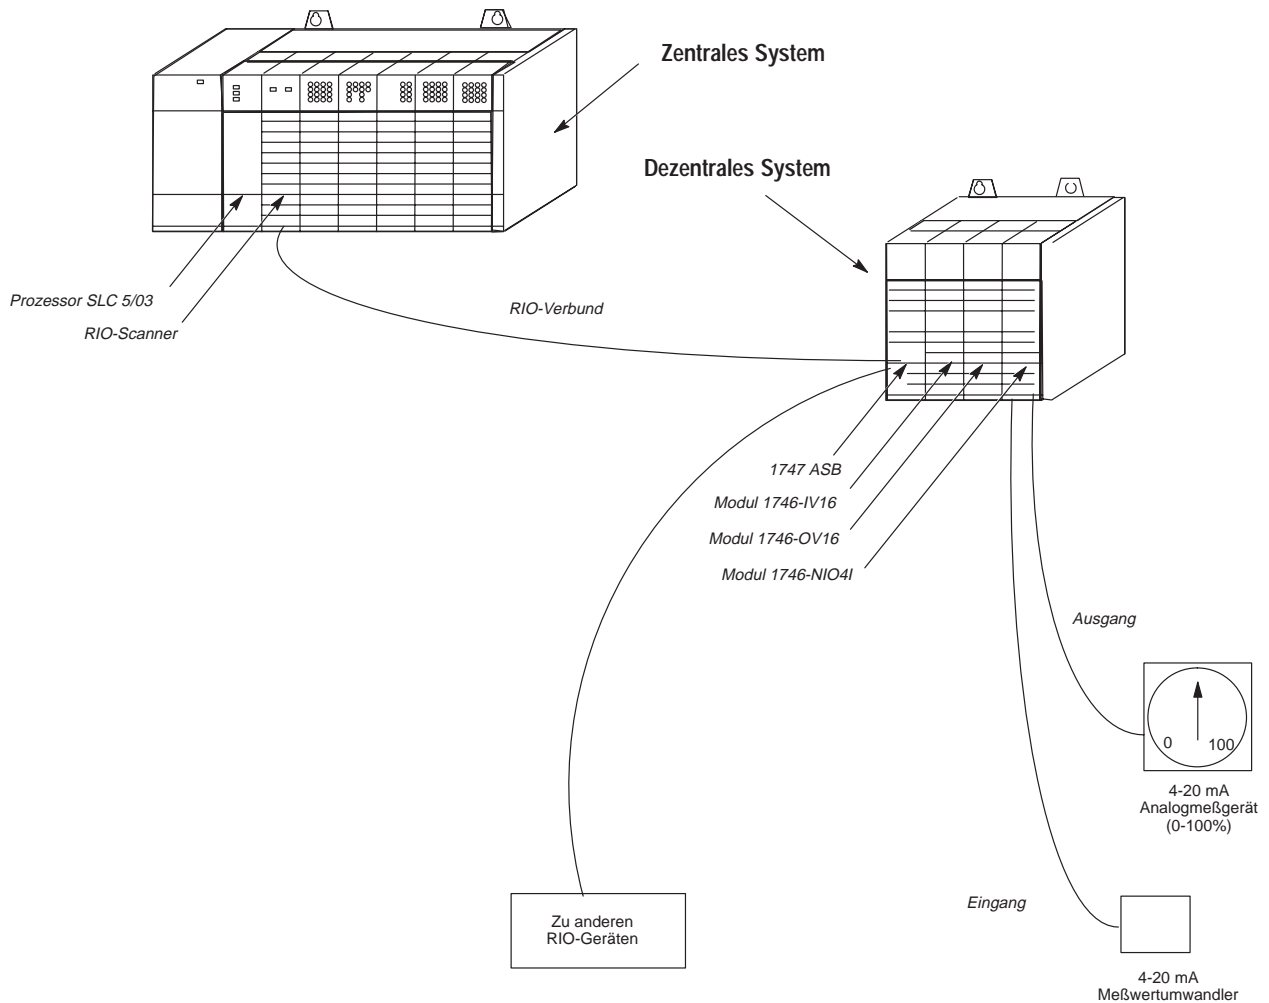 Zentrales System
Dezentrales System
Prozessor SLC 5/03
RIO-Scanner
RIO-Verbund
1747 ASB
Modul 1746-IV16
Modul 1746-OV16
Modul 1746-NIO4I
Ausgang
0 100
4-20 mA
Analogmeßgerät
(0-100%)
Eingang
Zu anderen
RIO-Geräten
4-20 mA
Meßwertumwandler